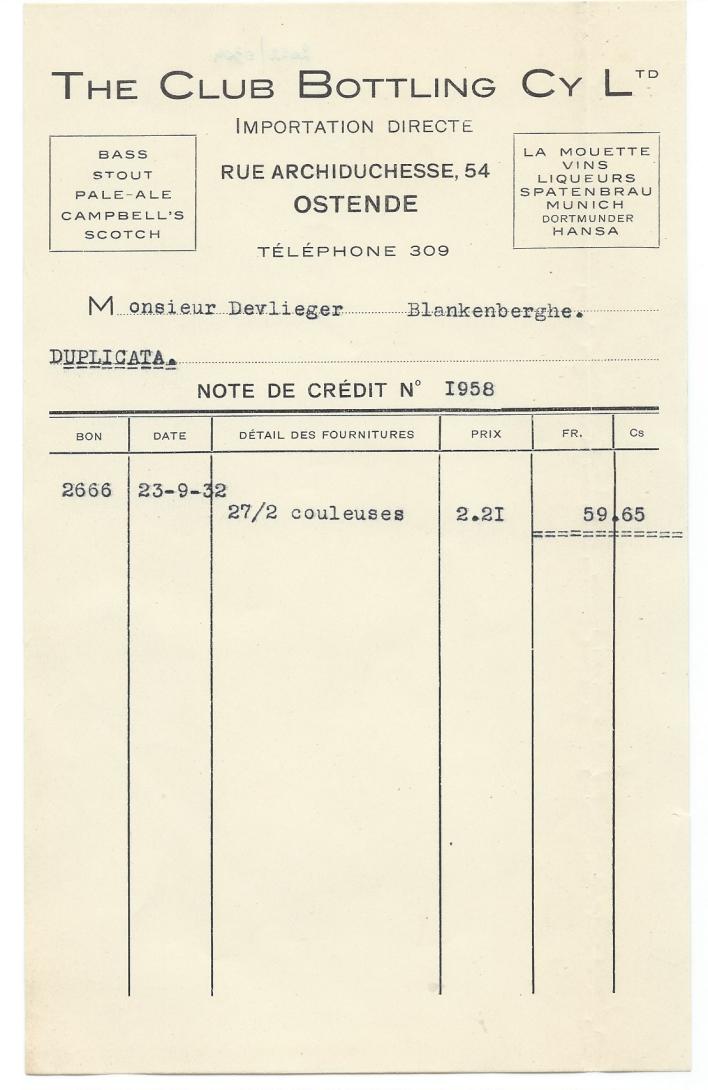 THE CLUB BOTTLING CY LTD
IMPORTATION DIRECTE
BASS
STOUT
PALE-ALE
CAMPBELL'S
SCOTCH
RUE ARCHIDUCHESSE, 54
OSTENDE
TÉLÉPHONE 309
LA MOUETTE
VINS
LIQUEURS
SPATENBRAU
MUNICH
DORTMUNDER
HANSA
Monsieur Devlieger Blankenberghe.
DUPLICATA.
NOTE DE CRÉDIT N° I958
BON DATE DÉTAIL DES FOURNITURES PRIX FR. Cs
2666 23-9-32
27/2 couleuses 2.2I 59.65